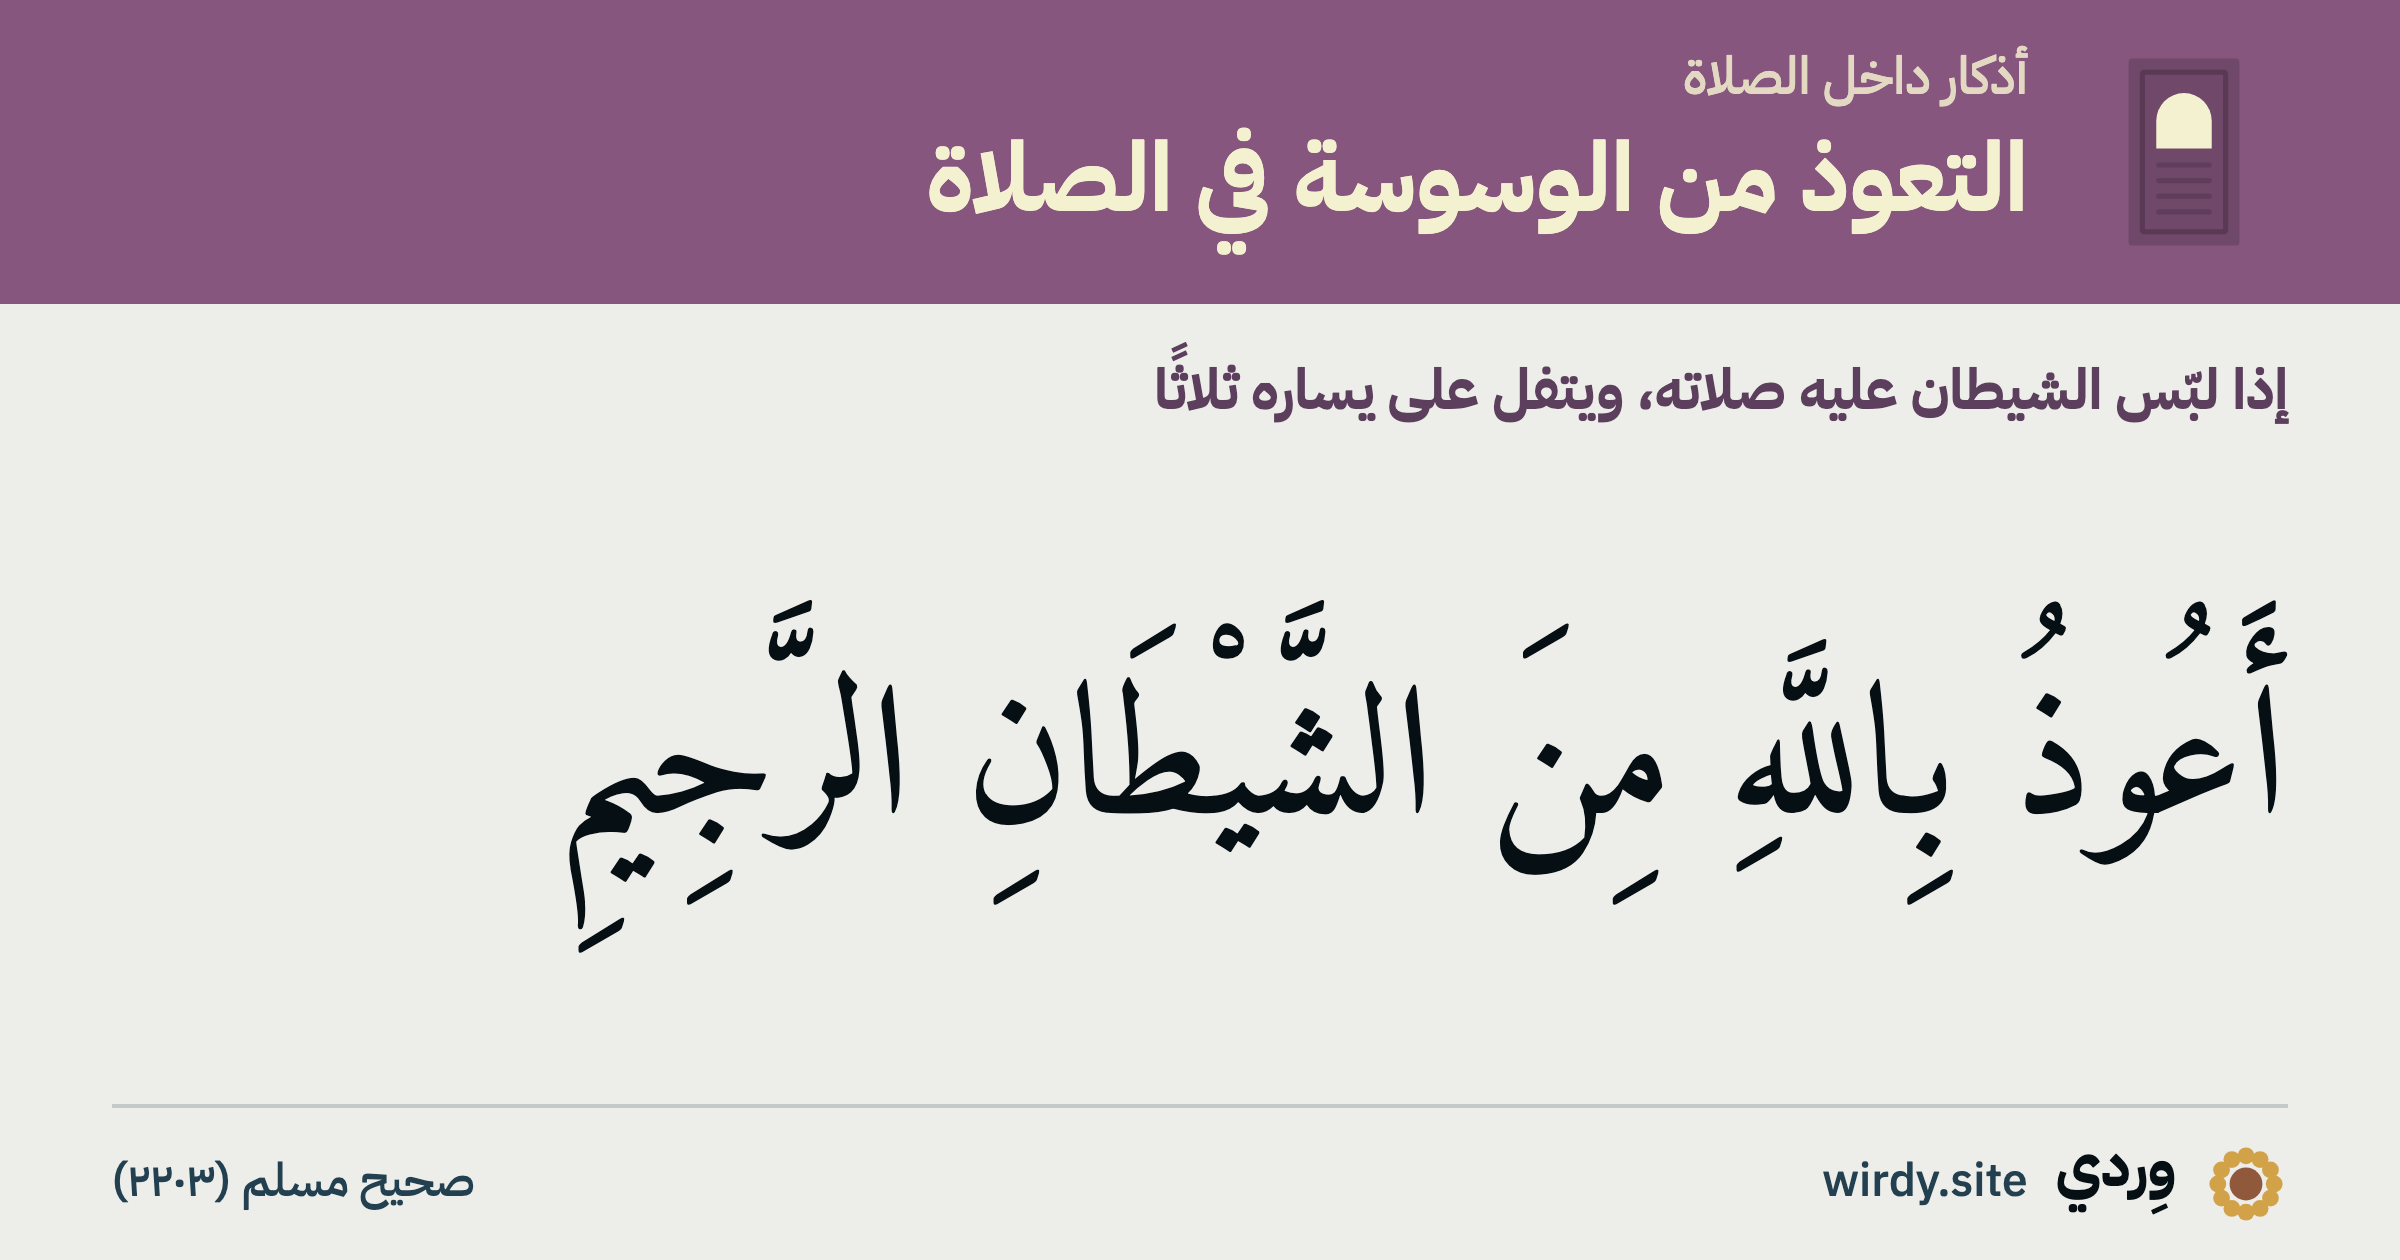 أذكار داخل الصلاة
التعوذ من الوسوسة في الصلاة
إذا لبّس الشيطان عليه صلاته، ويتفل على يساره ثلاثًا
أَعُوذُ بِاللَّهِ مِنَ الشَّيْطَانِ الرَّجِيمِ
وِردي wirdy.site
صحيح مسلم (٢٢٠٣)